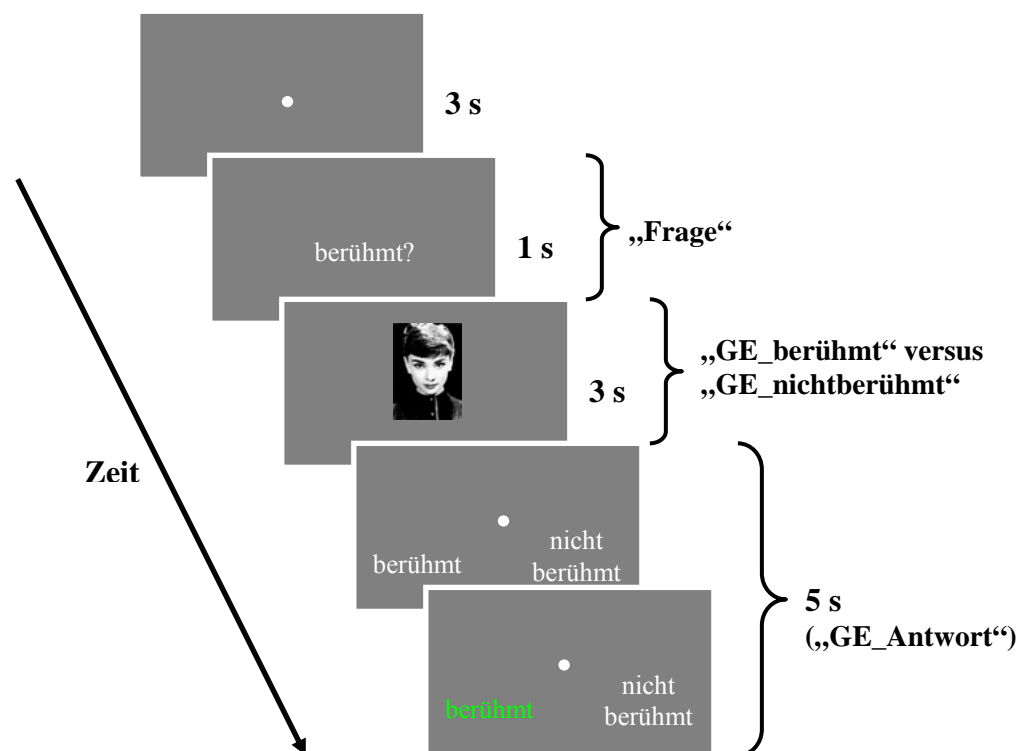 3 s
berühmt?
1 s
„Frage“
3 s
„GE_berühmt“ versus
„GE_nichtberühmt“
Zeit
berühmt
nicht
berühmt
5 s
(„GE_Antwort“)
berühmt
nicht
berühmt